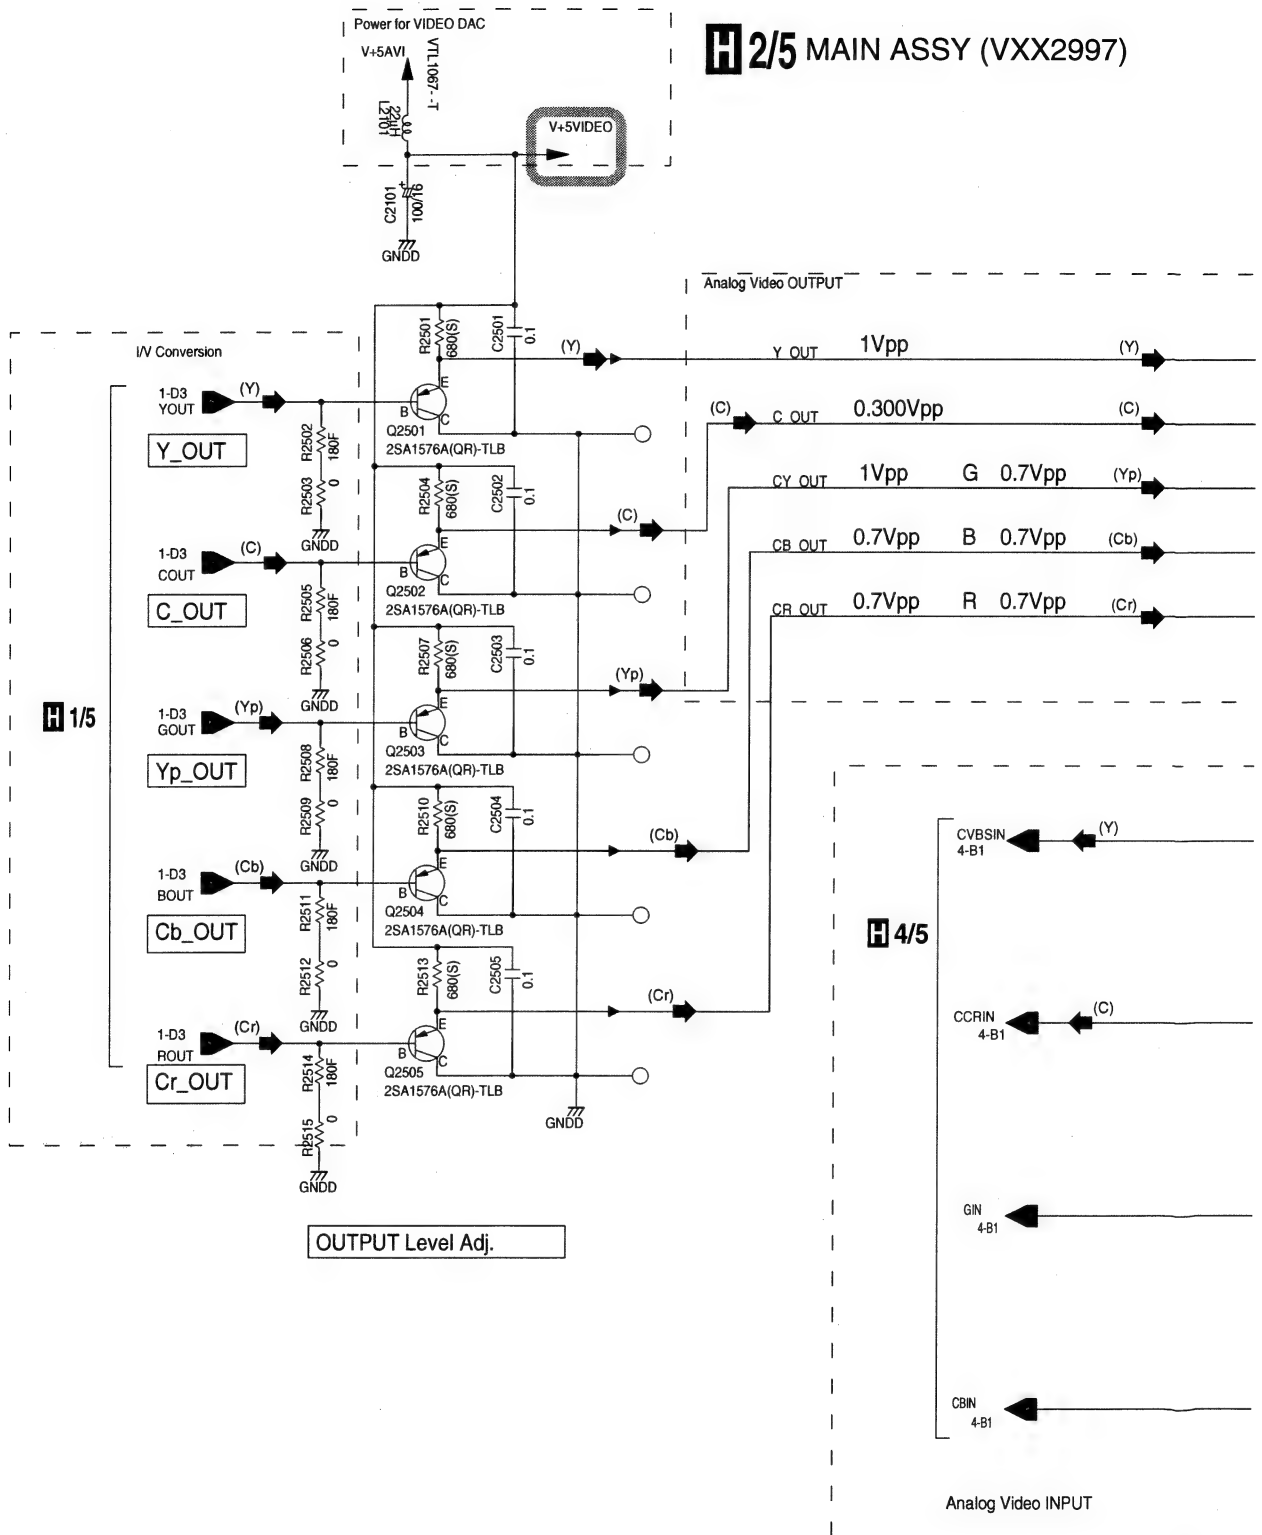 Power for VIDEO DAC
V+5AVI
VTL1067--T
H 2/5 MAIN ASSY (VXX2997)
L2101
22µH
V+5VIDEO
C2101
100/16
GNDD
Analog Video OUTPUT
I/V Conversion
R2501
680(S)
C2501
0.1
(Y)
Y OUT 1Vpp (Y)
1-D3
YOUT
(Y)
Y_OUT
R2502
180F
R2503
0
GNDD
E
B
C
Q2501
2SA1576A(QR)-TLB
(C)
C OUT 0.300Vpp (C)
R2504
680(S)
C2502
0.1
CY OUT 1Vpp G 0.7Vpp (Yp)
(C)
CB OUT 0.7Vpp B 0.7Vpp (Cb)
CR OUT 0.7Vpp R 0.7Vpp (Cr)
1-D3
COUT
(C)
C_OUT
R2505
180F
R2506
0
GNDD
E
B
C
Q2502
2SA1576A(QR)-TLB
R2507
680(S)
C2503
0.1
(Yp)
H 1/5
1-D3
GOUT
(Yp)
Yp_OUT
R2508
180F
R2509
0
GNDD
E
B
C
Q2503
2SA1576A(QR)-TLB
R2510
680(S)
C2504
0.1
(Cb)
1-D3
BOUT
(Cb)
Cb_OUT
R2511
180F
R2512
0
GNDD
E
B
C
Q2504
2SA1576A(QR)-TLB
R2513
680(S)
C2505
0.1
(Cr)
1-D3
ROUT
(Cr)
Cr_OUT
R2514
180F
R2515
0
GNDD
E
B
C
Q2505
2SA1576A(QR)-TLB
GNDD
OUTPUT Level Adj.
CVBSIN
4-B1
(Y)
H 4/5
CCRIN
4-B1
(C)
GIN
4-B1
CBIN
4-B1
Analog Video INPUT